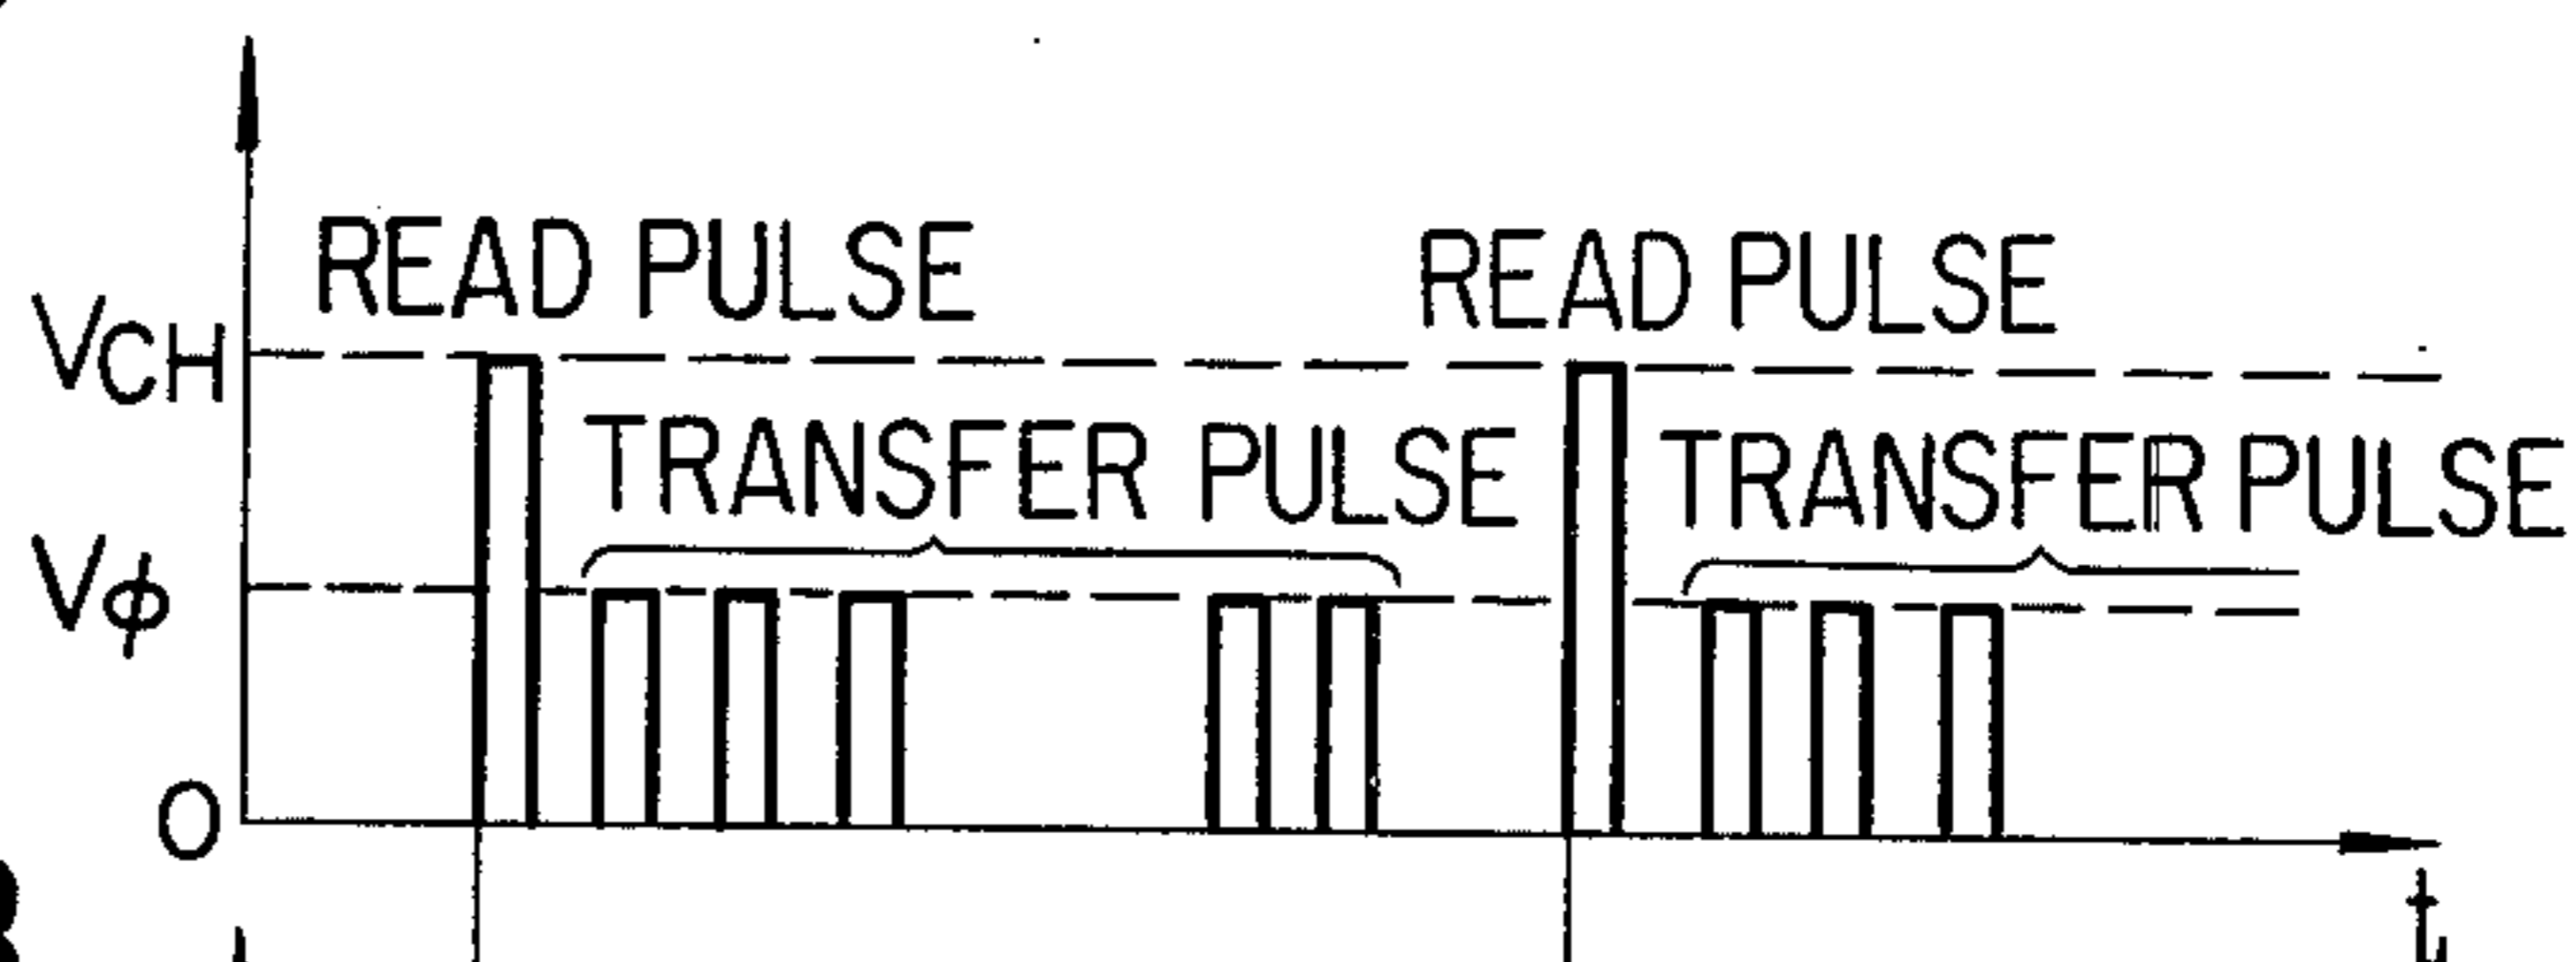 READ PULSE
READ PULSE
VCH
TRANSFER PULSE
TRANSFER PULSE
Vϕ
O
t